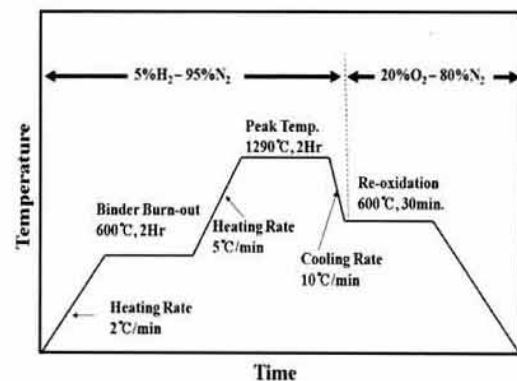 5%H₂ – 95%N₂
20%O₂ – 80%N₂
Peak Temp.
1290℃, 2Hr
Re-oxidation
600℃, 30min.
Binder Burn-out
600℃, 2Hr
Heating Rate
5℃/min
Cooling Rate
10℃/min
Heating Rate
2℃/min
Temperature
Time